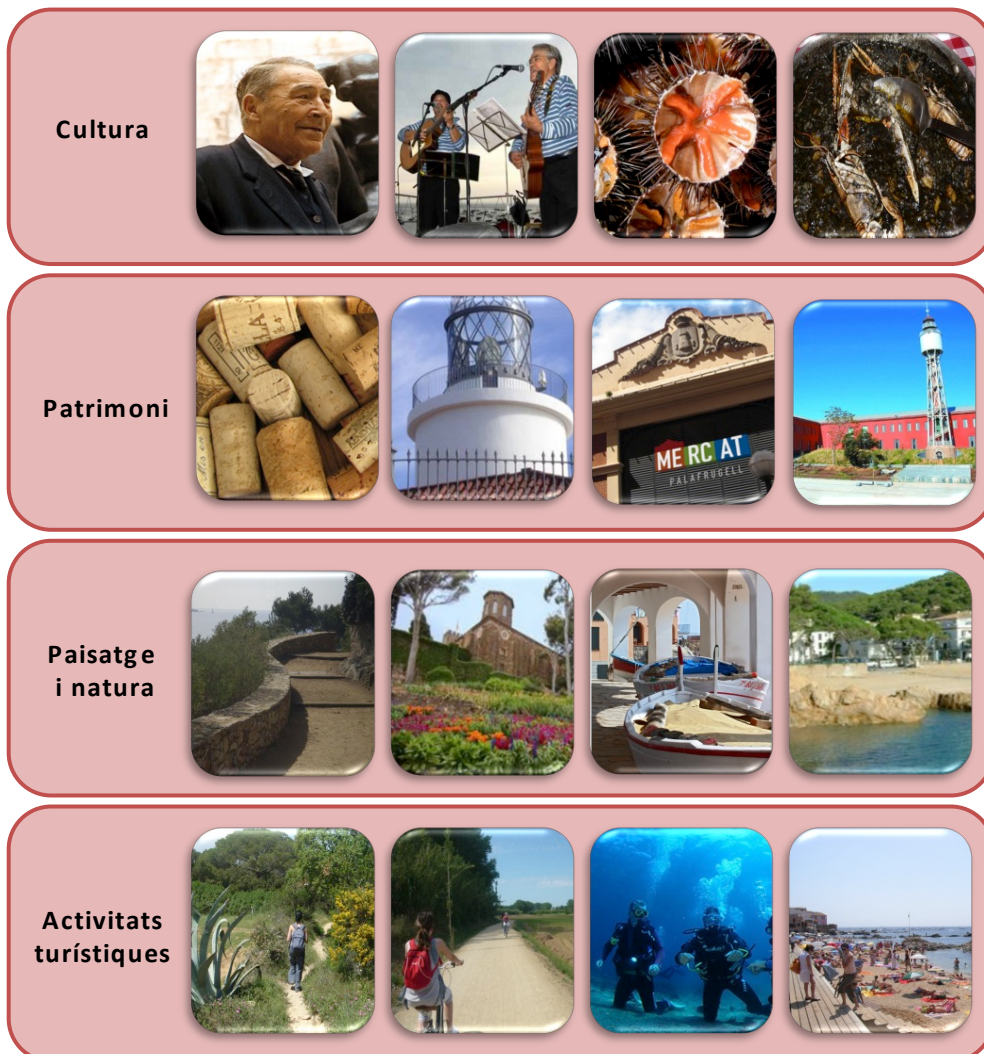 Cultura
Patrimoni
MERCAT
PALAFRUGELL
Paisatge
i natura
Activitats
turístiques